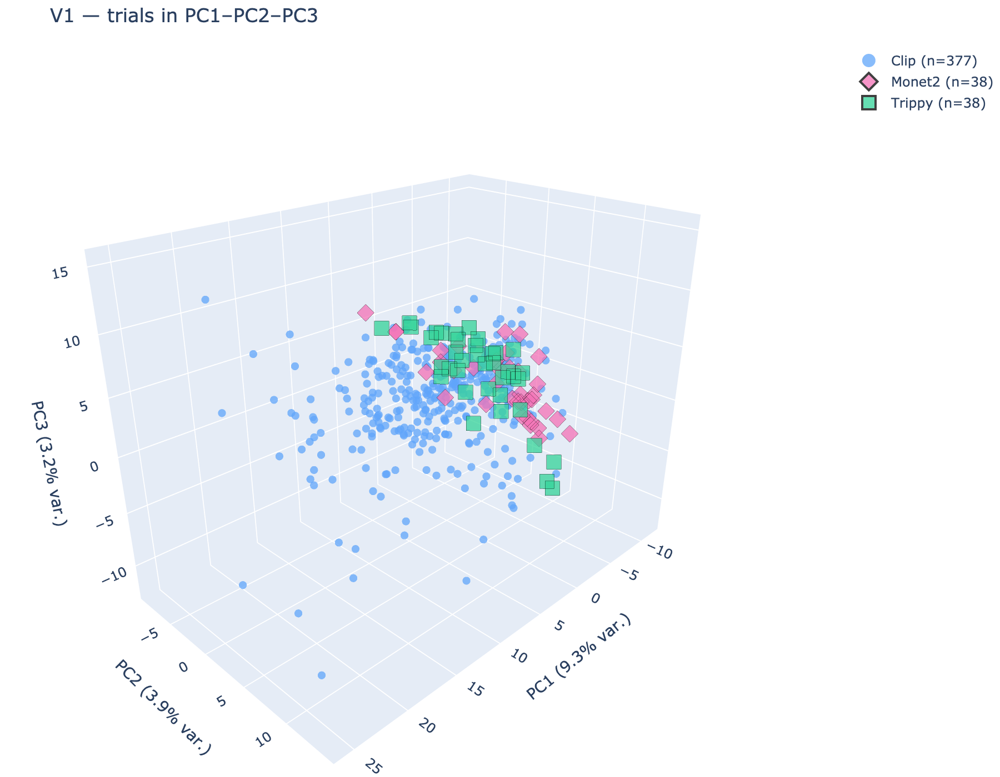 V1 — trials in PC1–PC2–PC3
Clip (n=377)
Monet2 (n=38)
Trippy (n=38)
15
10
5
0
−5
−10
PC3 (3.2% var.)
−5
0
5
10
PC2 (3.9% var.)
−10
−5
0
5
10
15
20
25
PC1 (9.3% var.)